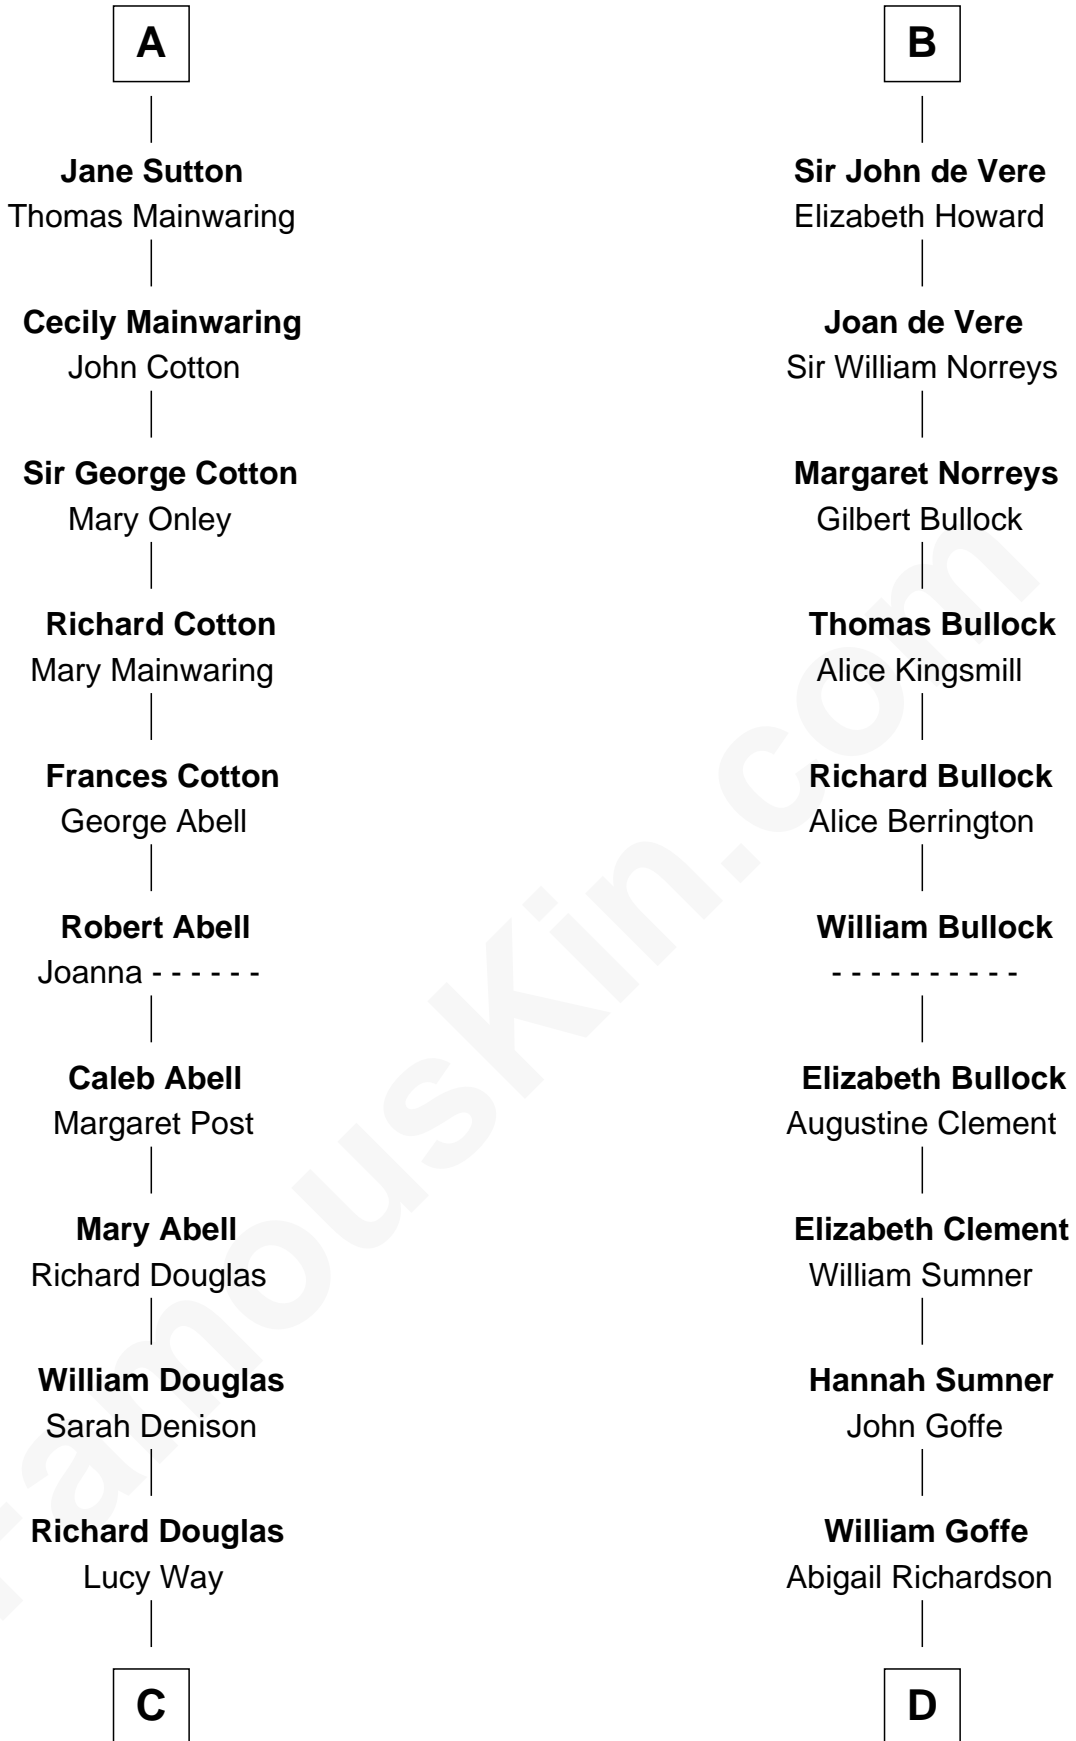 A
Jane Sutton
Thomas Mainwaring
Cecily Mainwaring
John Cotton
Sir George Cotton
Mary Onley
Richard Cotton
Mary Mainwaring
Frances Cotton
George Abell
Robert Abell
Joanna - - - - - -
Caleb Abell
Margaret Post
Mary Abell
Richard Douglas
William Douglas
Sarah Denison
Richard Douglas
Lucy Way
C
B
Sir John de Vere
Elizabeth Howard
Joan de Vere
Sir William Norreys
Margaret Norreys
Gilbert Bullock
Thomas Bullock
Alice Kingsmill
Richard Bullock
Alice Berrington
William Bullock
- - - - - - - - - -
Elizabeth Bullock
Augustine Clement
Elizabeth Clement
William Sumner
Hannah Sumner
John Goffe
William Goffe
Abigail Richardson
D
FamousKin.com